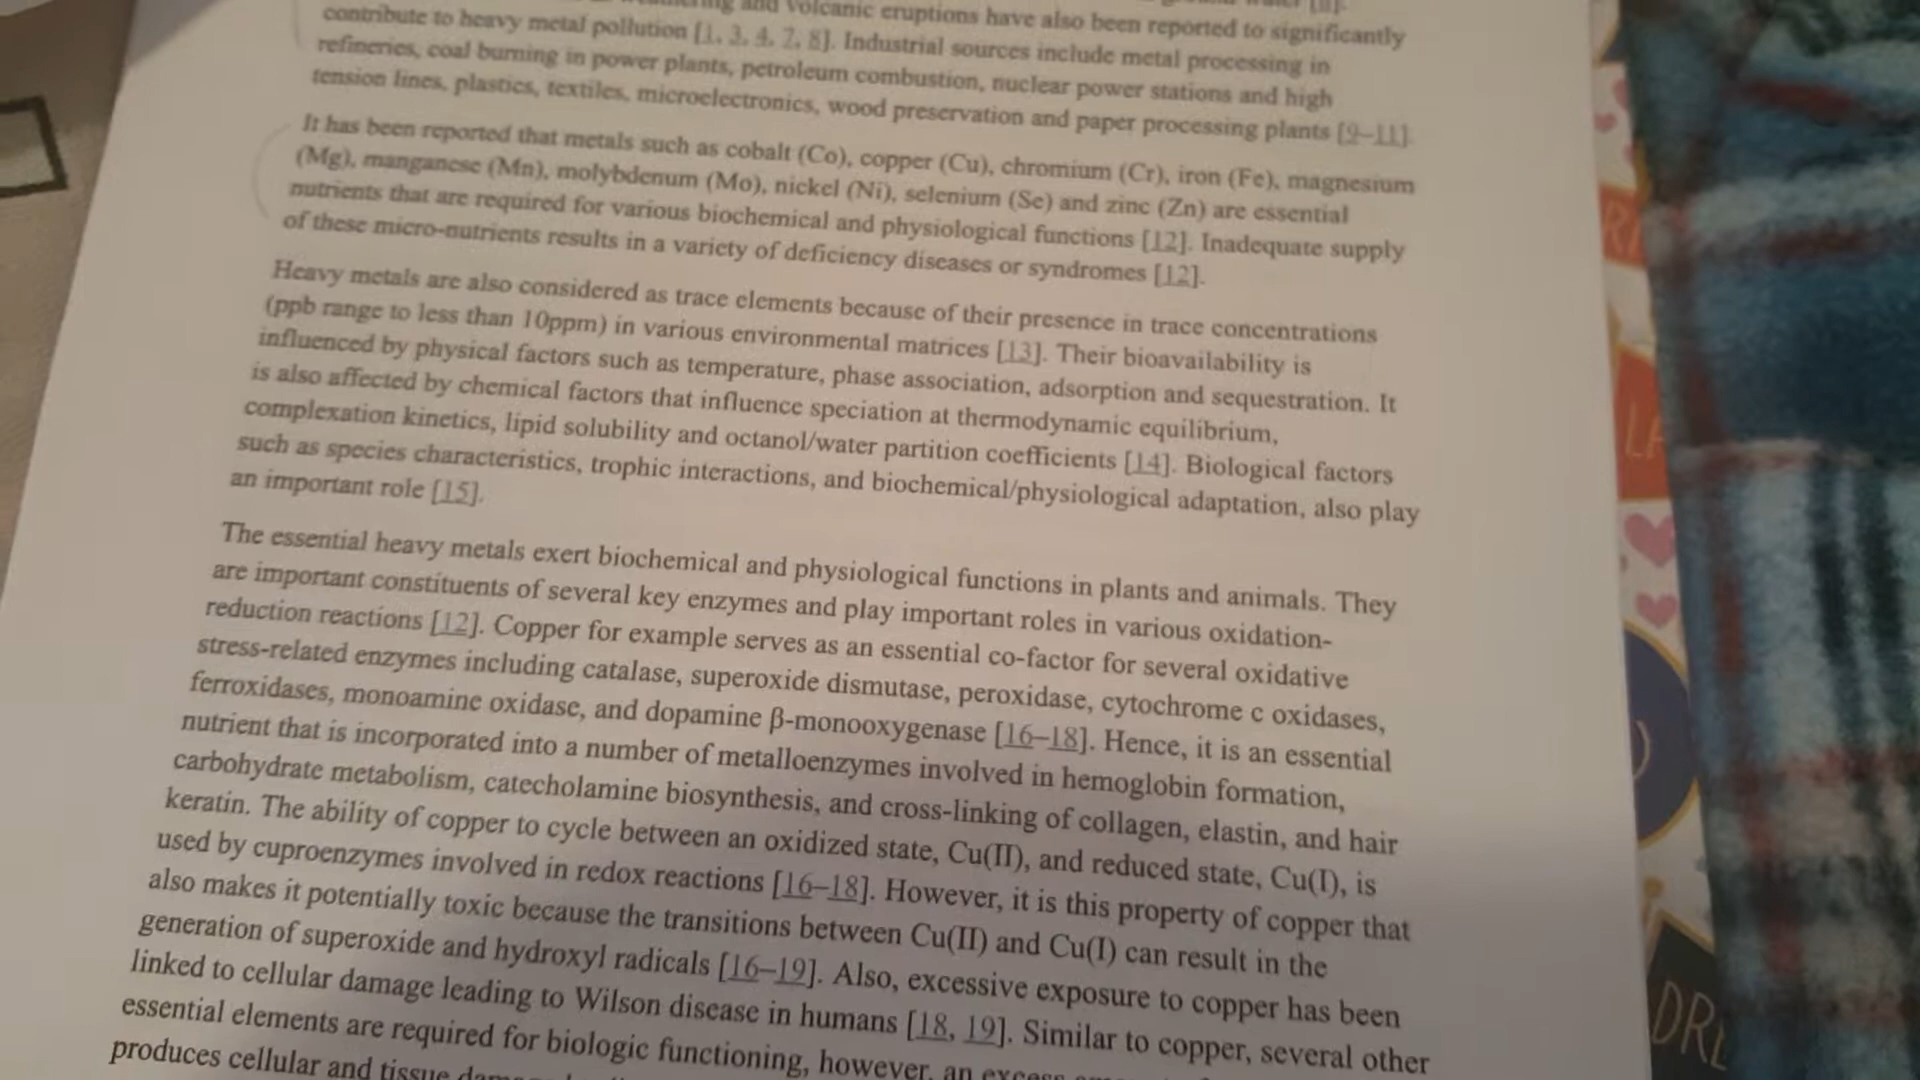 and volcanic eruptions have also been reported to significantly
contribute to heavy metal pollution [1, 3, 4, 7, 8]. Industrial sources include metal processing in
refineries, coal burning in power plants, petroleum combustion, nuclear power stations and high
tension lines, plastics, textiles, microelectronics, wood preservation and paper processing plants [9–11].
It has been reported that metals such as cobalt (Co), copper (Cu), chromium (Cr), iron (Fe), magnesium
(Mg), manganese (Mn), molybdenum (Mo), nickel (Ni), selenium (Se) and zinc (Zn) are essential
nutrients that are required for various biochemical and physiological functions [12]. Inadequate supply
of these micro-nutrients results in a variety of deficiency diseases or syndromes [12].
Heavy metals are also considered as trace elements because of their presence in trace concentrations
(ppb range to less than 10ppm) in various environmental matrices [13]. Their bioavailability is
influenced by physical factors such as temperature, phase association, adsorption and sequestration. It
is also affected by chemical factors that influence speciation at thermodynamic equilibrium,
complexation kinetics, lipid solubility and octanol/water partition coefficients [14]. Biological factors
such as species characteristics, trophic interactions, and biochemical/physiological adaptation, also play
an important role [15].
The essential heavy metals exert biochemical and physiological functions in plants and animals. They
are important constituents of several key enzymes and play important roles in various oxidation-
reduction reactions [12]. Copper for example serves as an essential co-factor for several oxidative
stress-related enzymes including catalase, superoxide dismutase, peroxidase, cytochrome c oxidases,
ferroxidases, monoamine oxidase, and dopamine β-monooxygenase [16–18]. Hence, it is an essential
nutrient that is incorporated into a number of metalloenzymes involved in hemoglobin formation,
carbohydrate metabolism, catecholamine biosynthesis, and cross-linking of collagen, elastin, and hair
keratin. The ability of copper to cycle between an oxidized state, Cu(II), and reduced state, Cu(I), is
used by cuproenzymes involved in redox reactions [16–18]. However, it is this property of copper that
also makes it potentially toxic because the transitions between Cu(II) and Cu(I) can result in the
generation of superoxide and hydroxyl radicals [16–19]. Also, excessive exposure to copper has been
linked to cellular damage leading to Wilson disease in humans [18, 19]. Similar to copper, several other
essential elements are required for biologic functioning, however, an excess
produces cellular and tissue